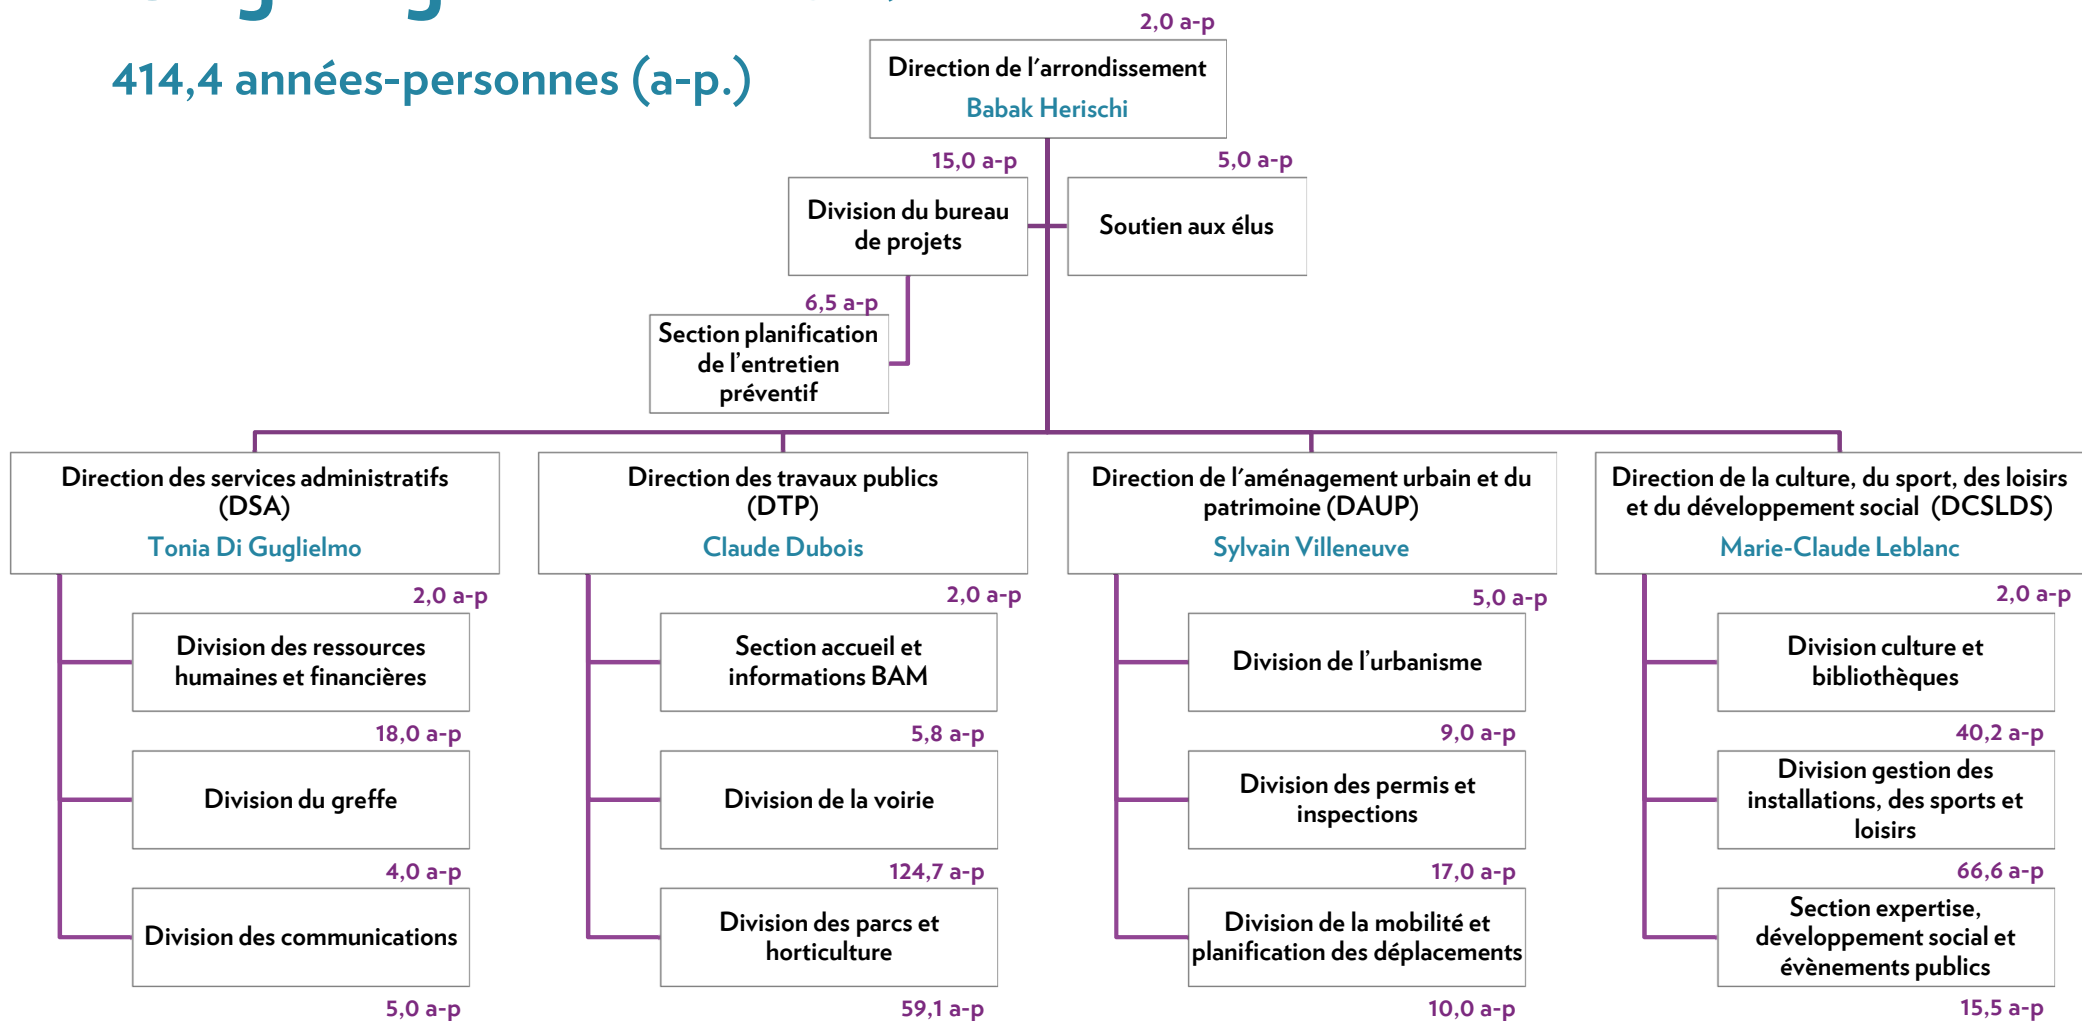 414,4 années-personnes (a-p.)
2,0 a-p
Direction de l'arrondissement
Babak Herischi
15,0 a-p
Division du bureau
de projets
5,0 a-p
Soutien aux élus
6,5 a-p
Section planification
de l'entretien
préventif
Direction des services administratifs
(DSA)
Tonia Di Guglielmo
2,0 a-p
Division des ressources
humaines et financières
18,0 a-p
Division du greffe
4,0 a-p
Division des communications
5,0 a-p
Direction des travaux publics
(DTP)
Claude Dubois
2,0 a-p
Section accueil et
informations BAM
5,8 a-p
Division de la voirie
124,7 a-p
Division des parcs et
horticulture
59,1 a-p
Direction de l'aménagement urbain et du
patrimoine (DAUP)
Sylvain Villeneuve
5,0 a-p
Division de l'urbanisme
9,0 a-p
Division des permis et
inspections
17,0 a-p
Division de la mobilité et
planification des déplacements
10,0 a-p
Direction de la culture, du sport, des loisirs
et du développement social (DCSLDS)
Marie-Claude Leblanc
2,0 a-p
Division culture et
bibliothèques
40,2 a-p
Division gestion des
installations, des sports et
loisirs
66,6 a-p
Section expertise,
développement social et
évènements publics
15,5 a-p